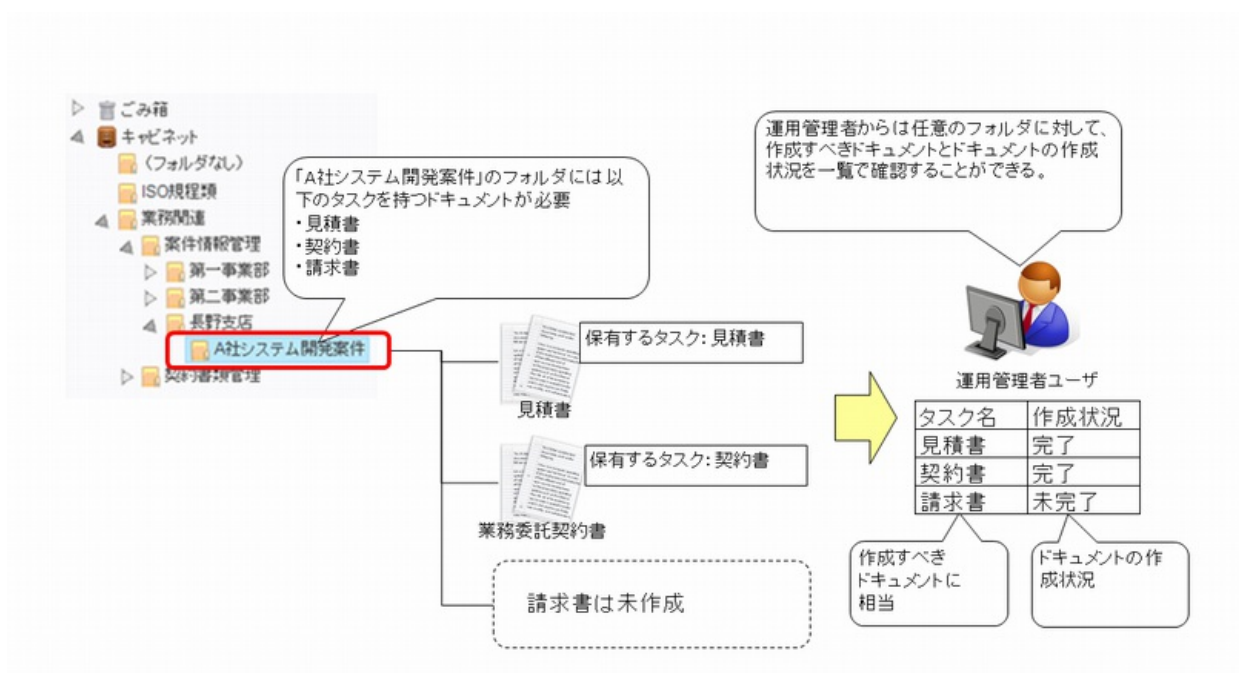 ごみ箱
キャビネット
(フォルダなし)
ISO規程類
業務関連
案件情報管理
第一事業部
第二事業部
長野支店
A社システム開発案件
契約書類管理
「A社システム開発案件」のフォルダには以
下のタスクを持つドキュメントが必要
・見積書
・契約書
・請求書
保有するタスク: 見積書
見積書
保有するタスク: 契約書
業務委託契約書
請求書は未作成
運用管理者からは任意のフォルダに対して、
作成すべきドキュメントとドキュメントの作成
状況を一覧で確認することができる。
運用管理者ユーザ
タスク名 作成状況
見積書 完了
契約書 完了
請求書 未完了
作成すべき
ドキュメントに
相当
ドキュメントの作
成状況